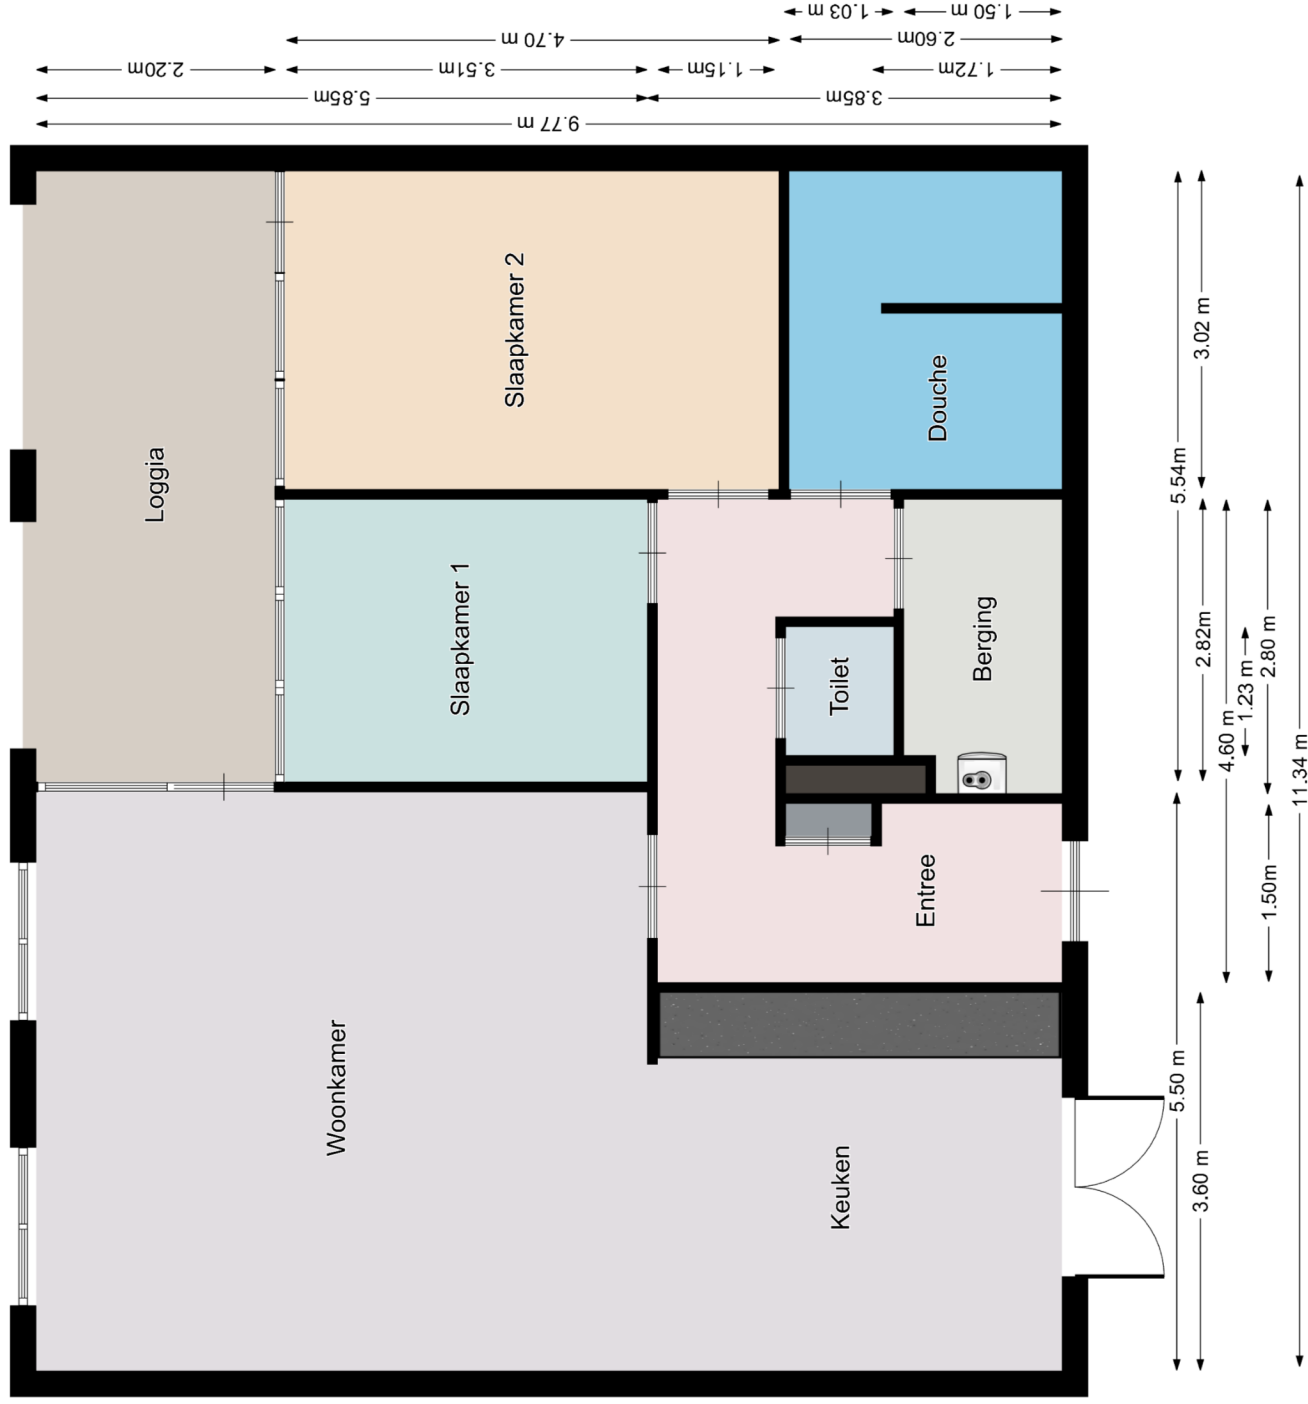 1.03 m
1.50 m
4.70 m
2.60m
2.20m
3.51m
1.15m
1.72m
5.85m
3.85m
9.77 m
Loggia
Slaapkamer 2
Douche
Slaapkamer 1
Toilet
Berging
Entree
Woonkamer
Keuken
3.02 m
5.54m
2.82m
1.23 m
2.80 m
4.60 m
11.34 m
1.50m
5.50 m
3.60 m